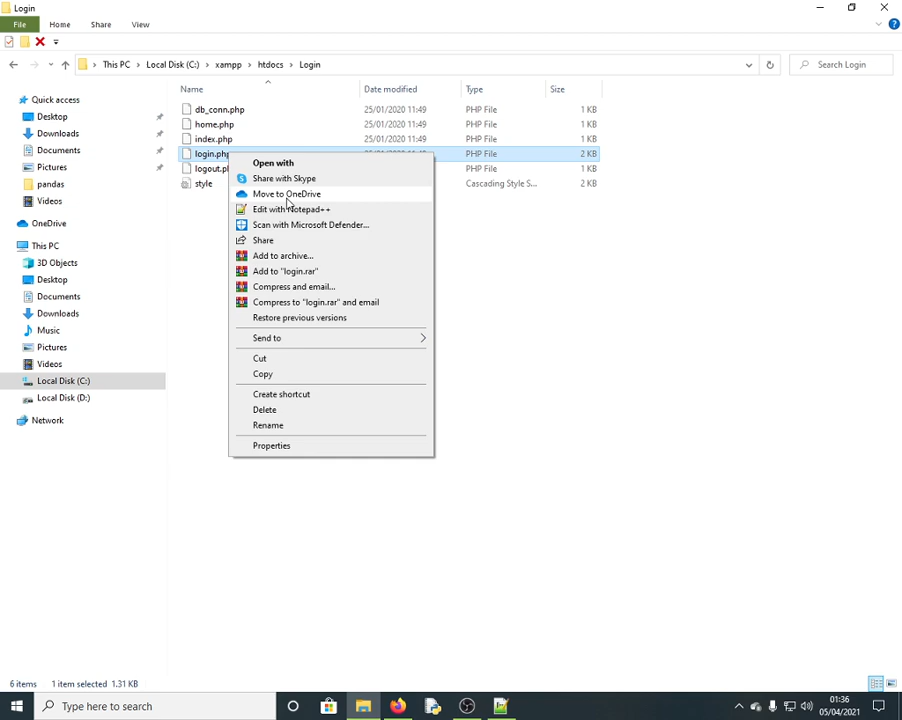 Login
File Home Share View
This PC Local Disk (C:) xampp htdocs Login
Search Login
Name Date modified Type Size
Quick access
Desktop
Downloads
Documents
Pictures
pandas
Videos
OneDrive
This PC
3D Objects
Desktop
Documents
Downloads
Music
Pictures
Videos
Local Disk (C:)
Local Disk (D:)
Network
db_conn.php 25/01/2020 11:49 PHP File 1 KB
home.php 25/01/2020 11:49 PHP File 1 KB
index.php 25/01/2020 11:49 PHP File 1 KB
login.php PHP File 2 KB
logout.p PHP File 1 KB
style Cascading Style S... 2 KB
Open with
Share with Skype
Move to OneDrive
Edit with Notepad++
Scan with Microsoft Defender...
Share
Add to archive...
Add to "login.rar"
Compress and email...
Compress to "login.rar" and email
Restore previous versions
Send to
Cut
Copy
Create shortcut
Delete
Rename
Properties
6 items 1 item selected 1.31 KB
Type here to search
01:36
05/04/2021